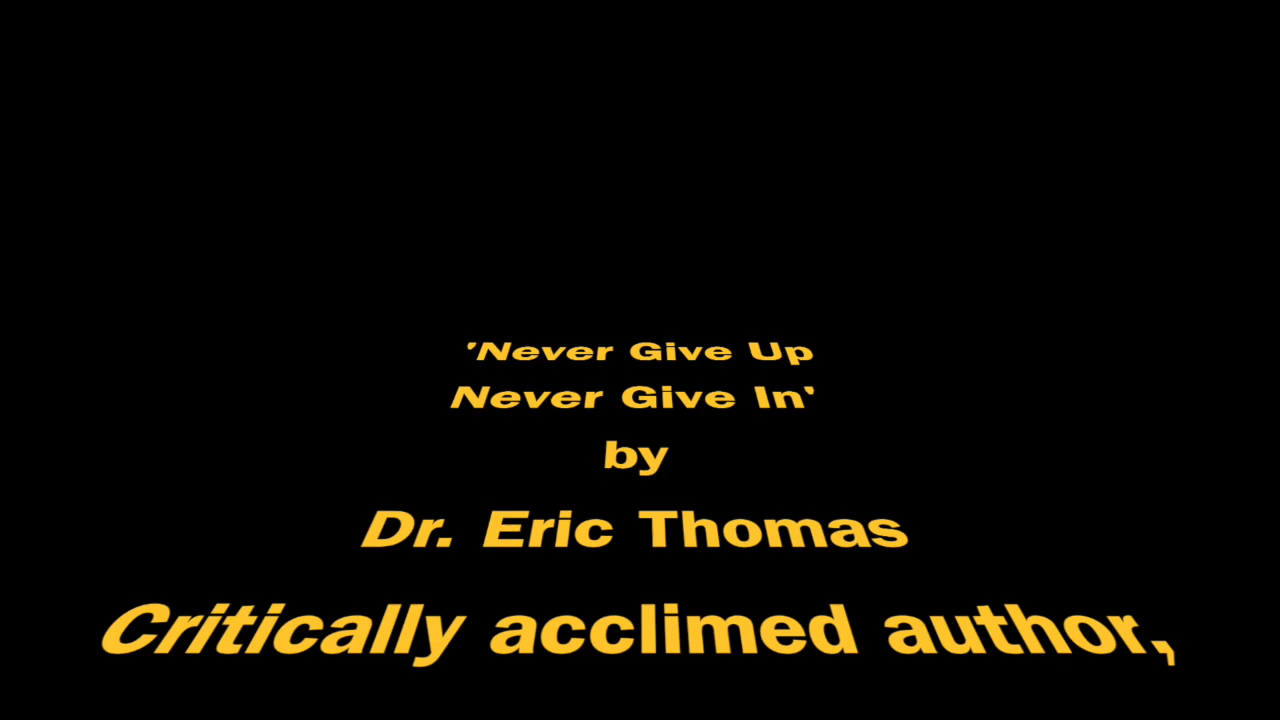 'Never Give Up
Never Give In'
by
Dr. Eric Thomas
Critically acclimed author,